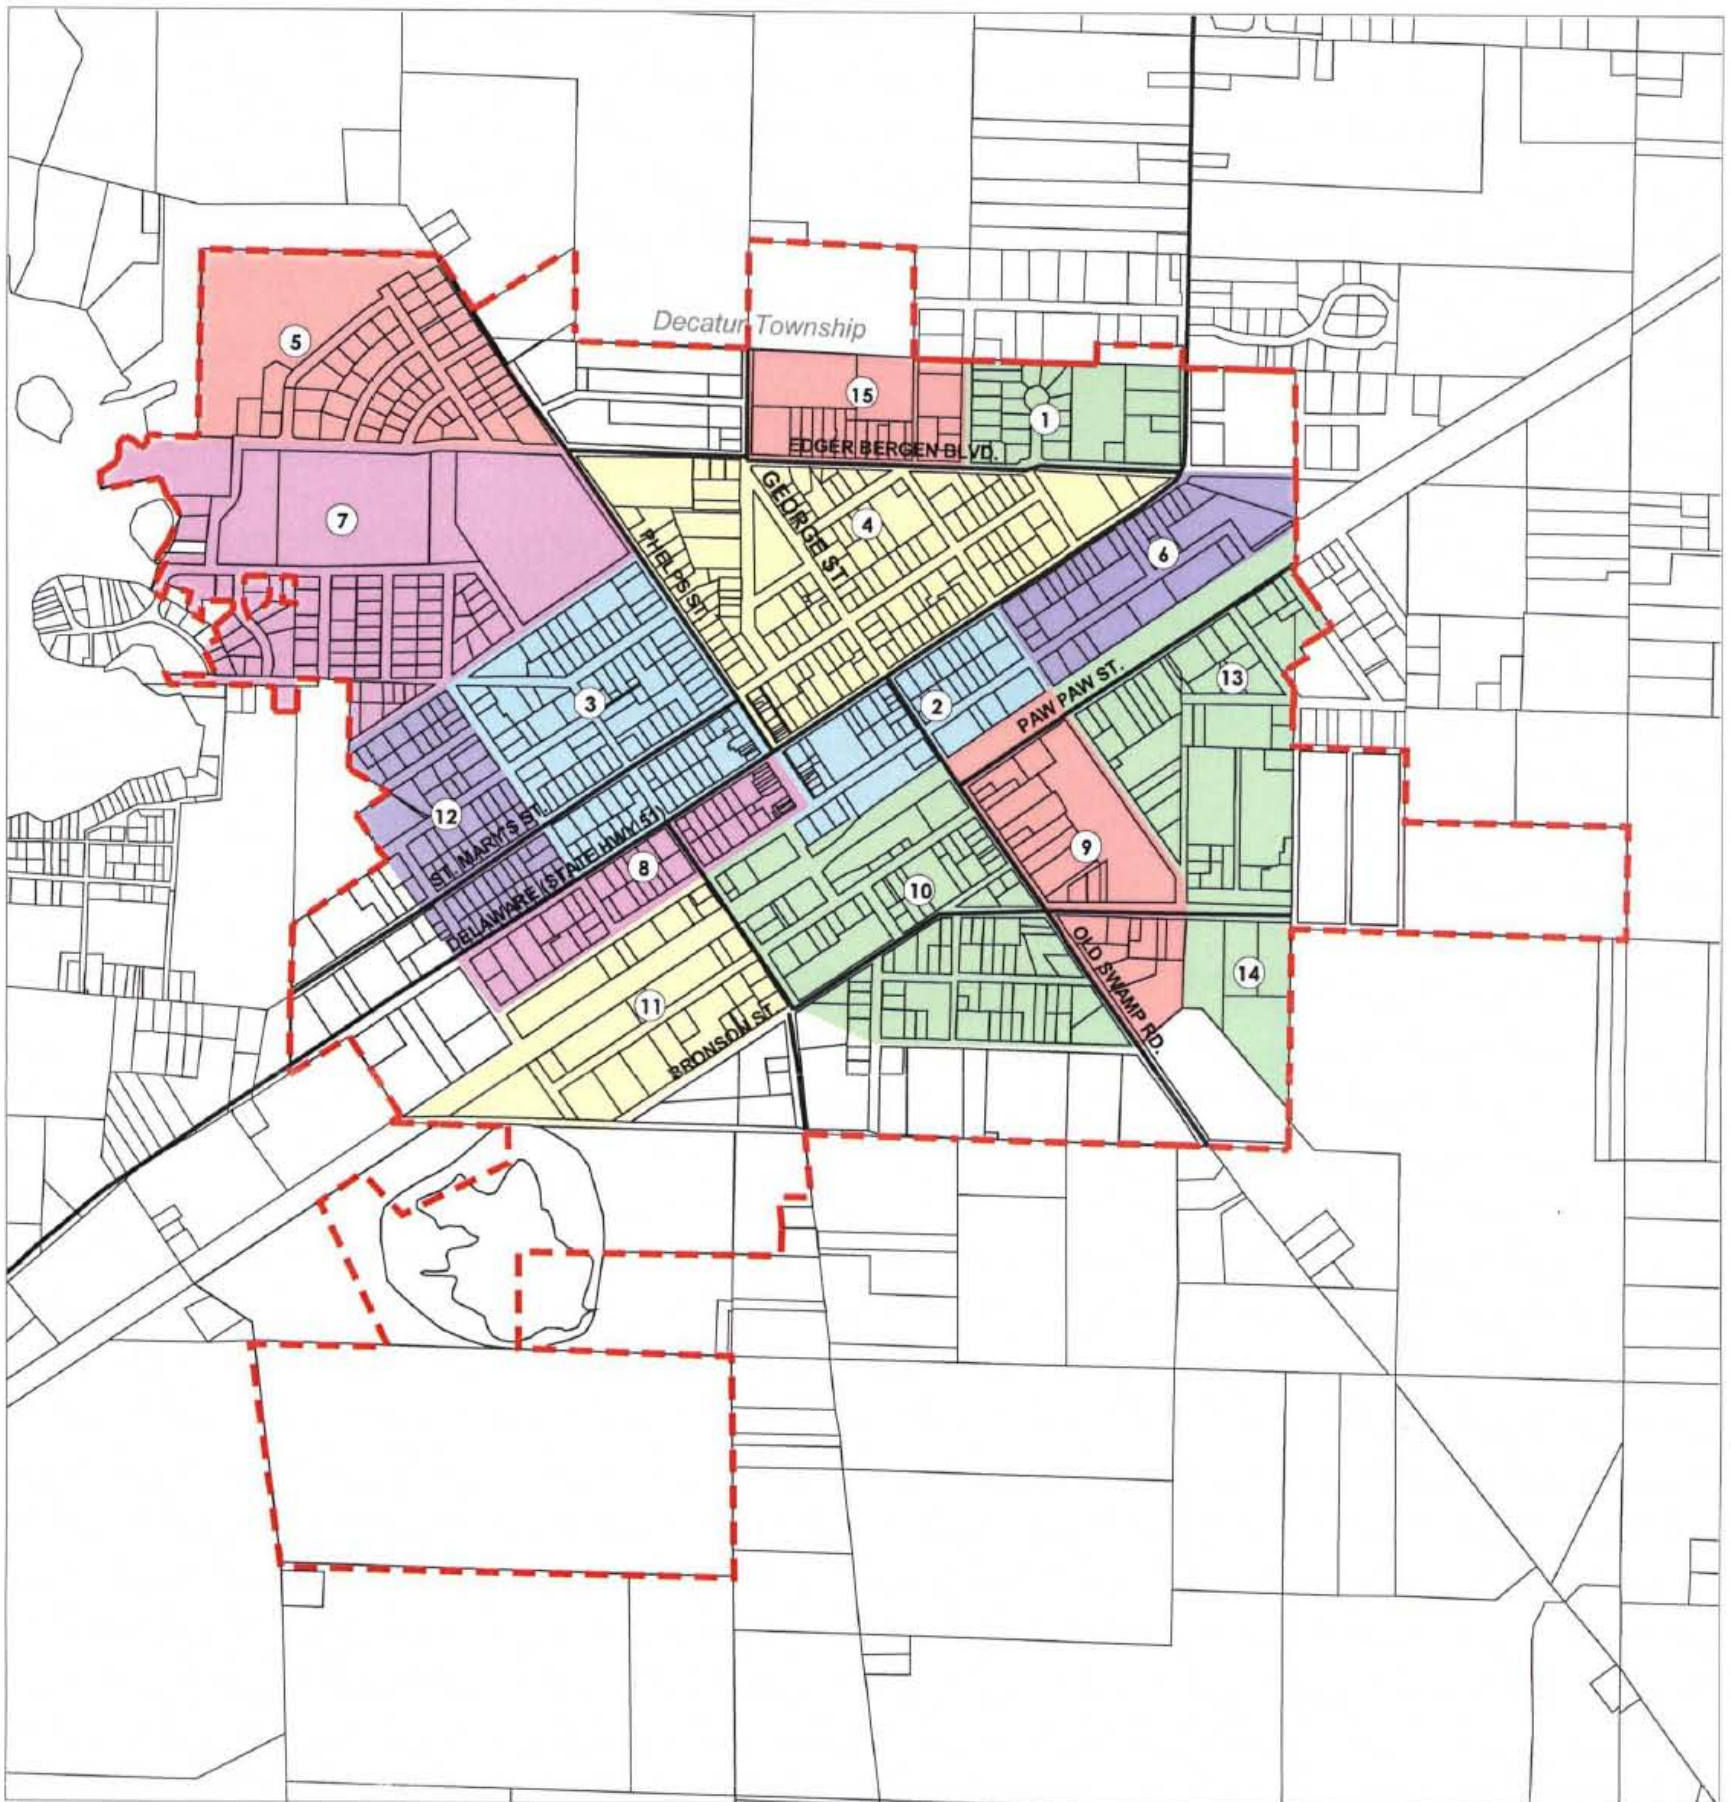 Decatur Township
5
15
1
EDGER BERGEN BLVD.
7
GEORGE ST.
4
PHELPS ST.
6
13
3
2
PAW PAW ST.
12
ST. MARY'S ST.
DELAWARE (STATE HWY 51)
8
9
10
OLD SWAMP RD.
14
11
BRONSON ST.